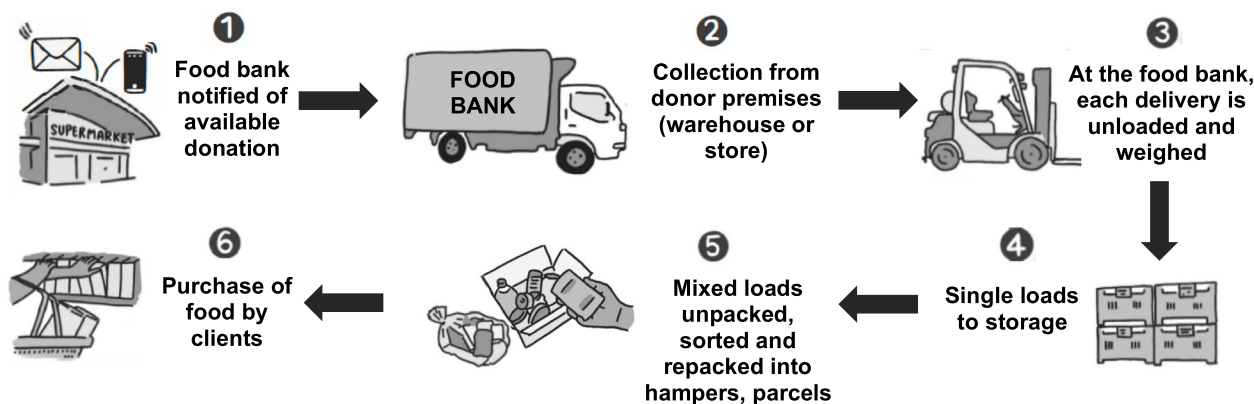 1
Food bank
notified of
available
donation
SUPERMARKET
FOOD
BANK
2
Collection from
donor premises
(warehouse or
store)
3
At the food bank,
each delivery is
unloaded and
weighed
4
Single loads
to storage
5
Mixed loads
unpacked,
sorted and
repacked into
hampers, parcels
6
Purchase of
food by
clients